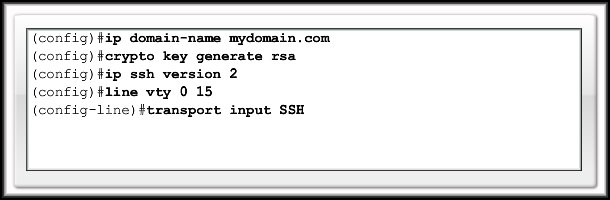 (config)#ip domain-name mydomain.com
(config)#crypto key generate rsa
(config)#ip ssh version 2
(config)#line vty 0 15
(config-line)#transport input SSH